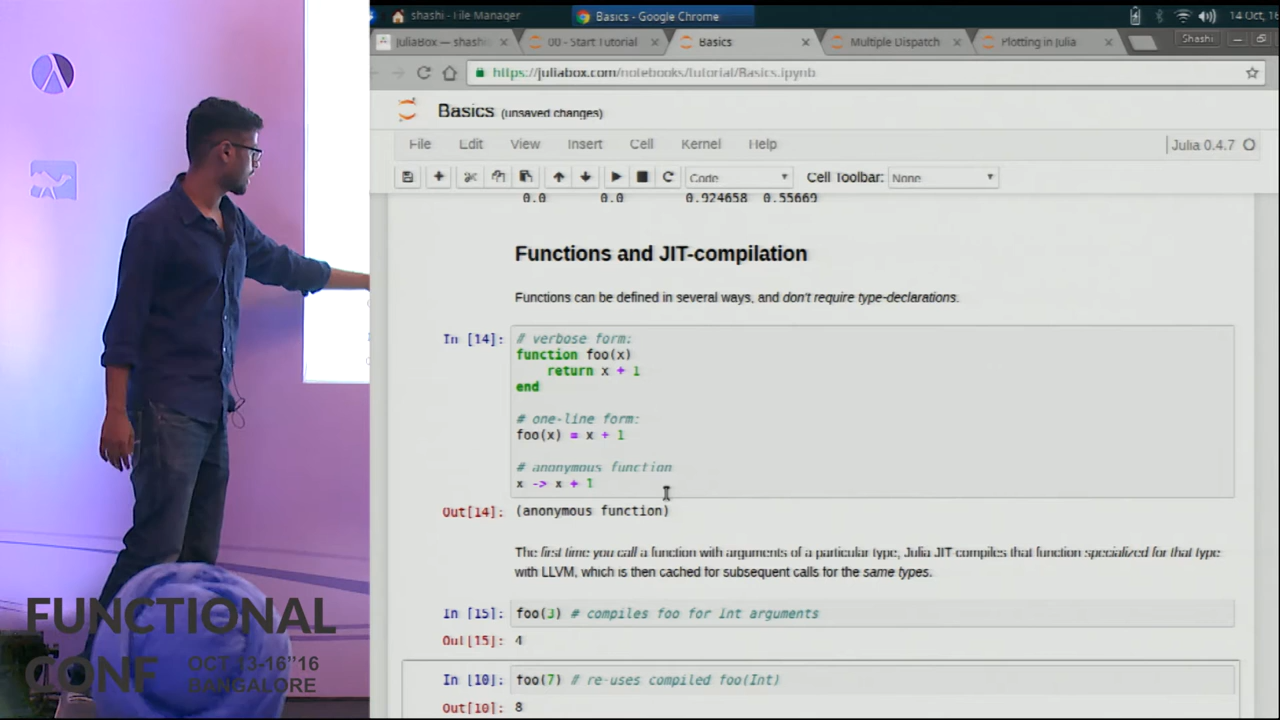 shashi - File Manager
Basics - Google Chrome
14 Oct, 18
JuliaBox — shashi
00 - Start Tutorial
Basics
Multiple Dispatch
Plotting in Julia
Shashi
https://juliabox.com/notebooks/tutorial/Basics.ipynb
Basics (unsaved changes)
File Edit View Insert Cell Kernel Help
Julia 0.4.7
Code
Cell Toolbar: None
0.0 0.0 0.924658 0.55669
Functions and JIT-compilation
Functions can be defined in several ways, and don't require type-declarations.
In [14]: # verbose form:
function foo(x)
return x + 1
end
# one-line form:
foo(x) = x + 1
# anonymous function
x -> x + 1
Out[14]: (anonymous function)
The first time you call a function with arguments of a particular type, Julia JIT-compiles that function specialized for that type
with LLVM, which is then cached for subsequent calls for the same types.
In [15]: foo(3) # compiles foo for Int arguments
Out[15]: 4
In [10]: foo(7) # re-uses compiled foo(Int)
Out[10]: 8
FUNCTIONAL
CONF
OCT 13-16"16
BANGALORE